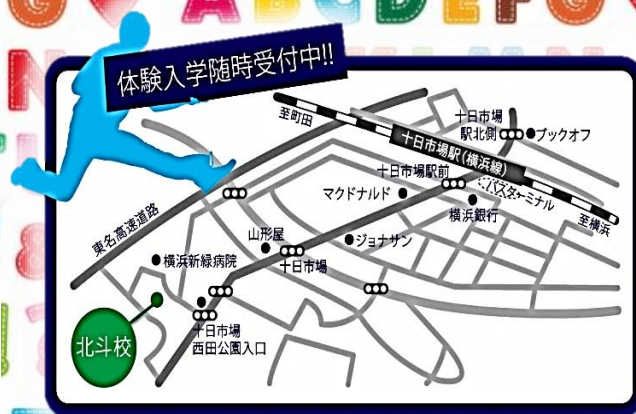 体験入学随時受付中!!
至町田
十日市場
駅北側
ブックオフ
十日市場駅(横浜線)
十日市場駅前
バスターミナル
マクドナルド
横浜銀行
至横浜
東名高速道路
山形屋
ジョナサン
十日市場
横浜新緑病院
北斗校
十日市場
西田公園入口